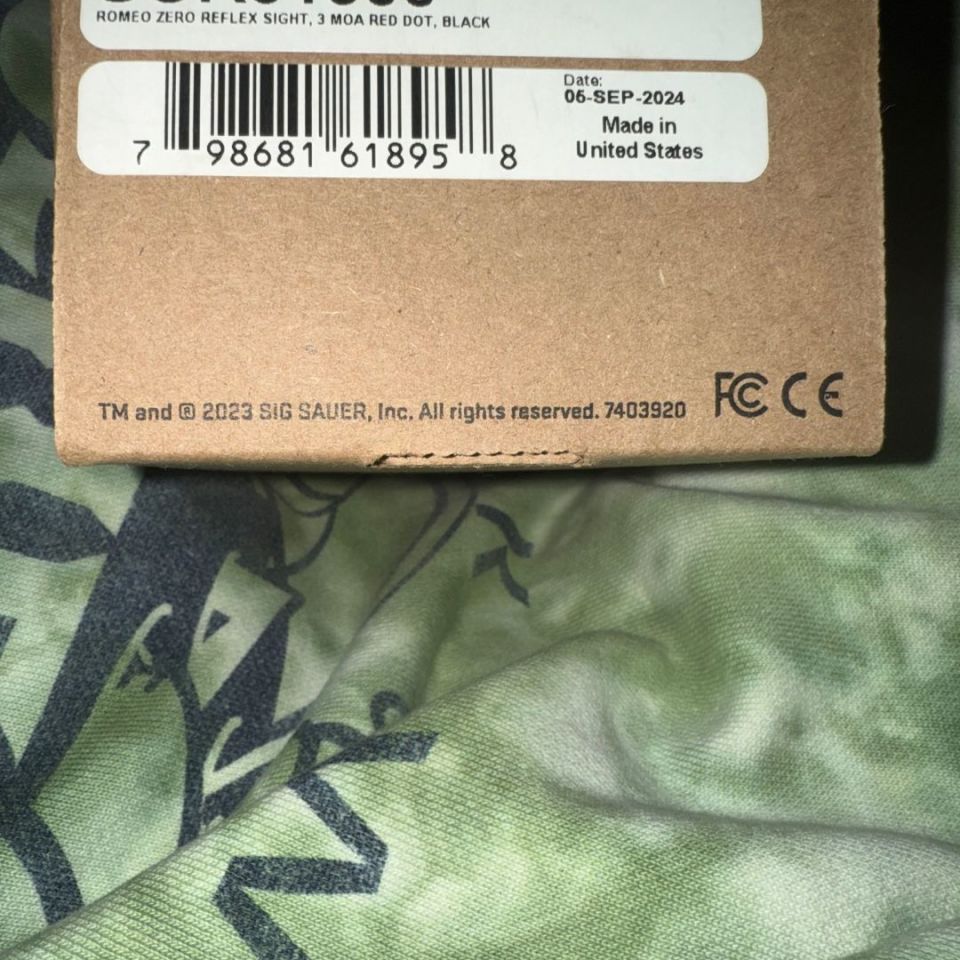 ROMEO ZERO REFLEX SIGHT, 3 MOA RED DOT, BLACK
Date:
06-SEP-2024
Made in
United States
7 98681 61895 8
TM and ® 2023 SIG SAUER, Inc. All rights reserved. 7403920
FC CE